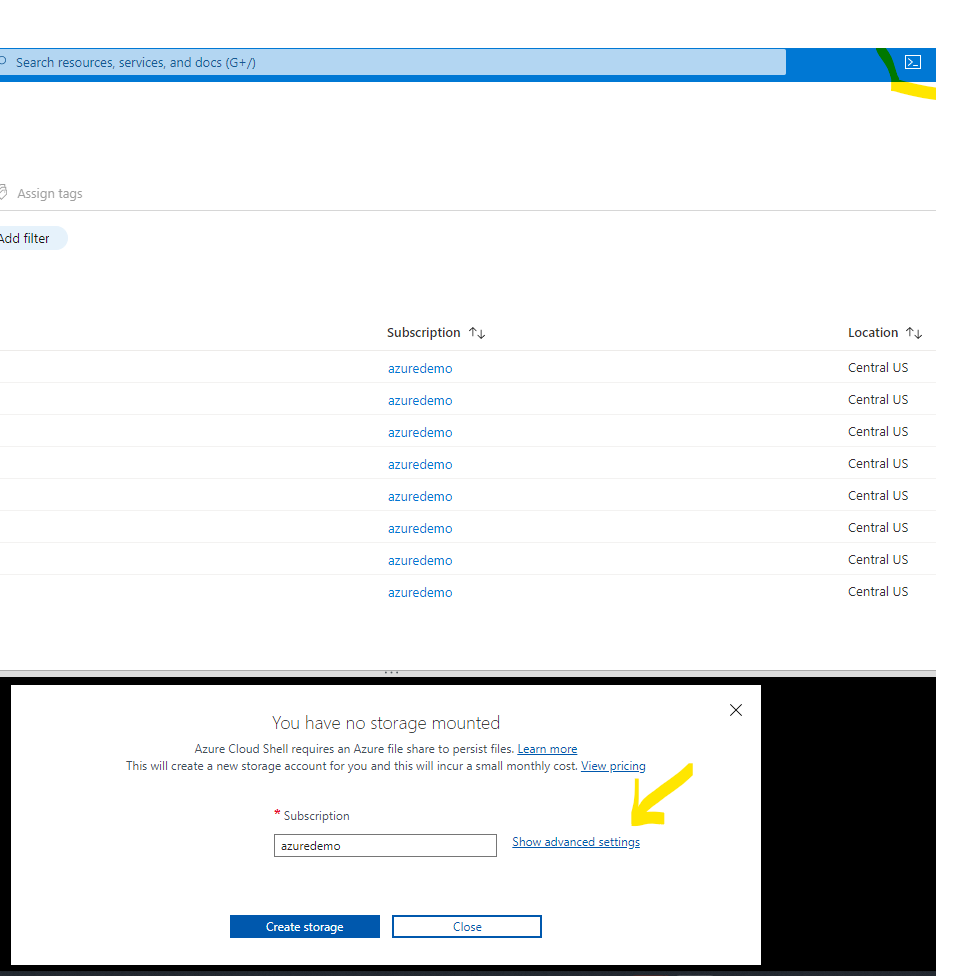 Search resources, services, and docs (G+/)
Assign tags
Add filter
Subscription Location
azuredemo Central US
azuredemo Central US
azuredemo Central US
azuredemo Central US
azuredemo Central US
azuredemo Central US
azuredemo Central US
azuredemo Central US
You have no storage mounted
Azure Cloud Shell requires an Azure file share to persist files. Learn more
This will create a new storage account for you and this will incur a small monthly cost. View pricing
* Subscription
azuredemo Show advanced settings
Create storage Close